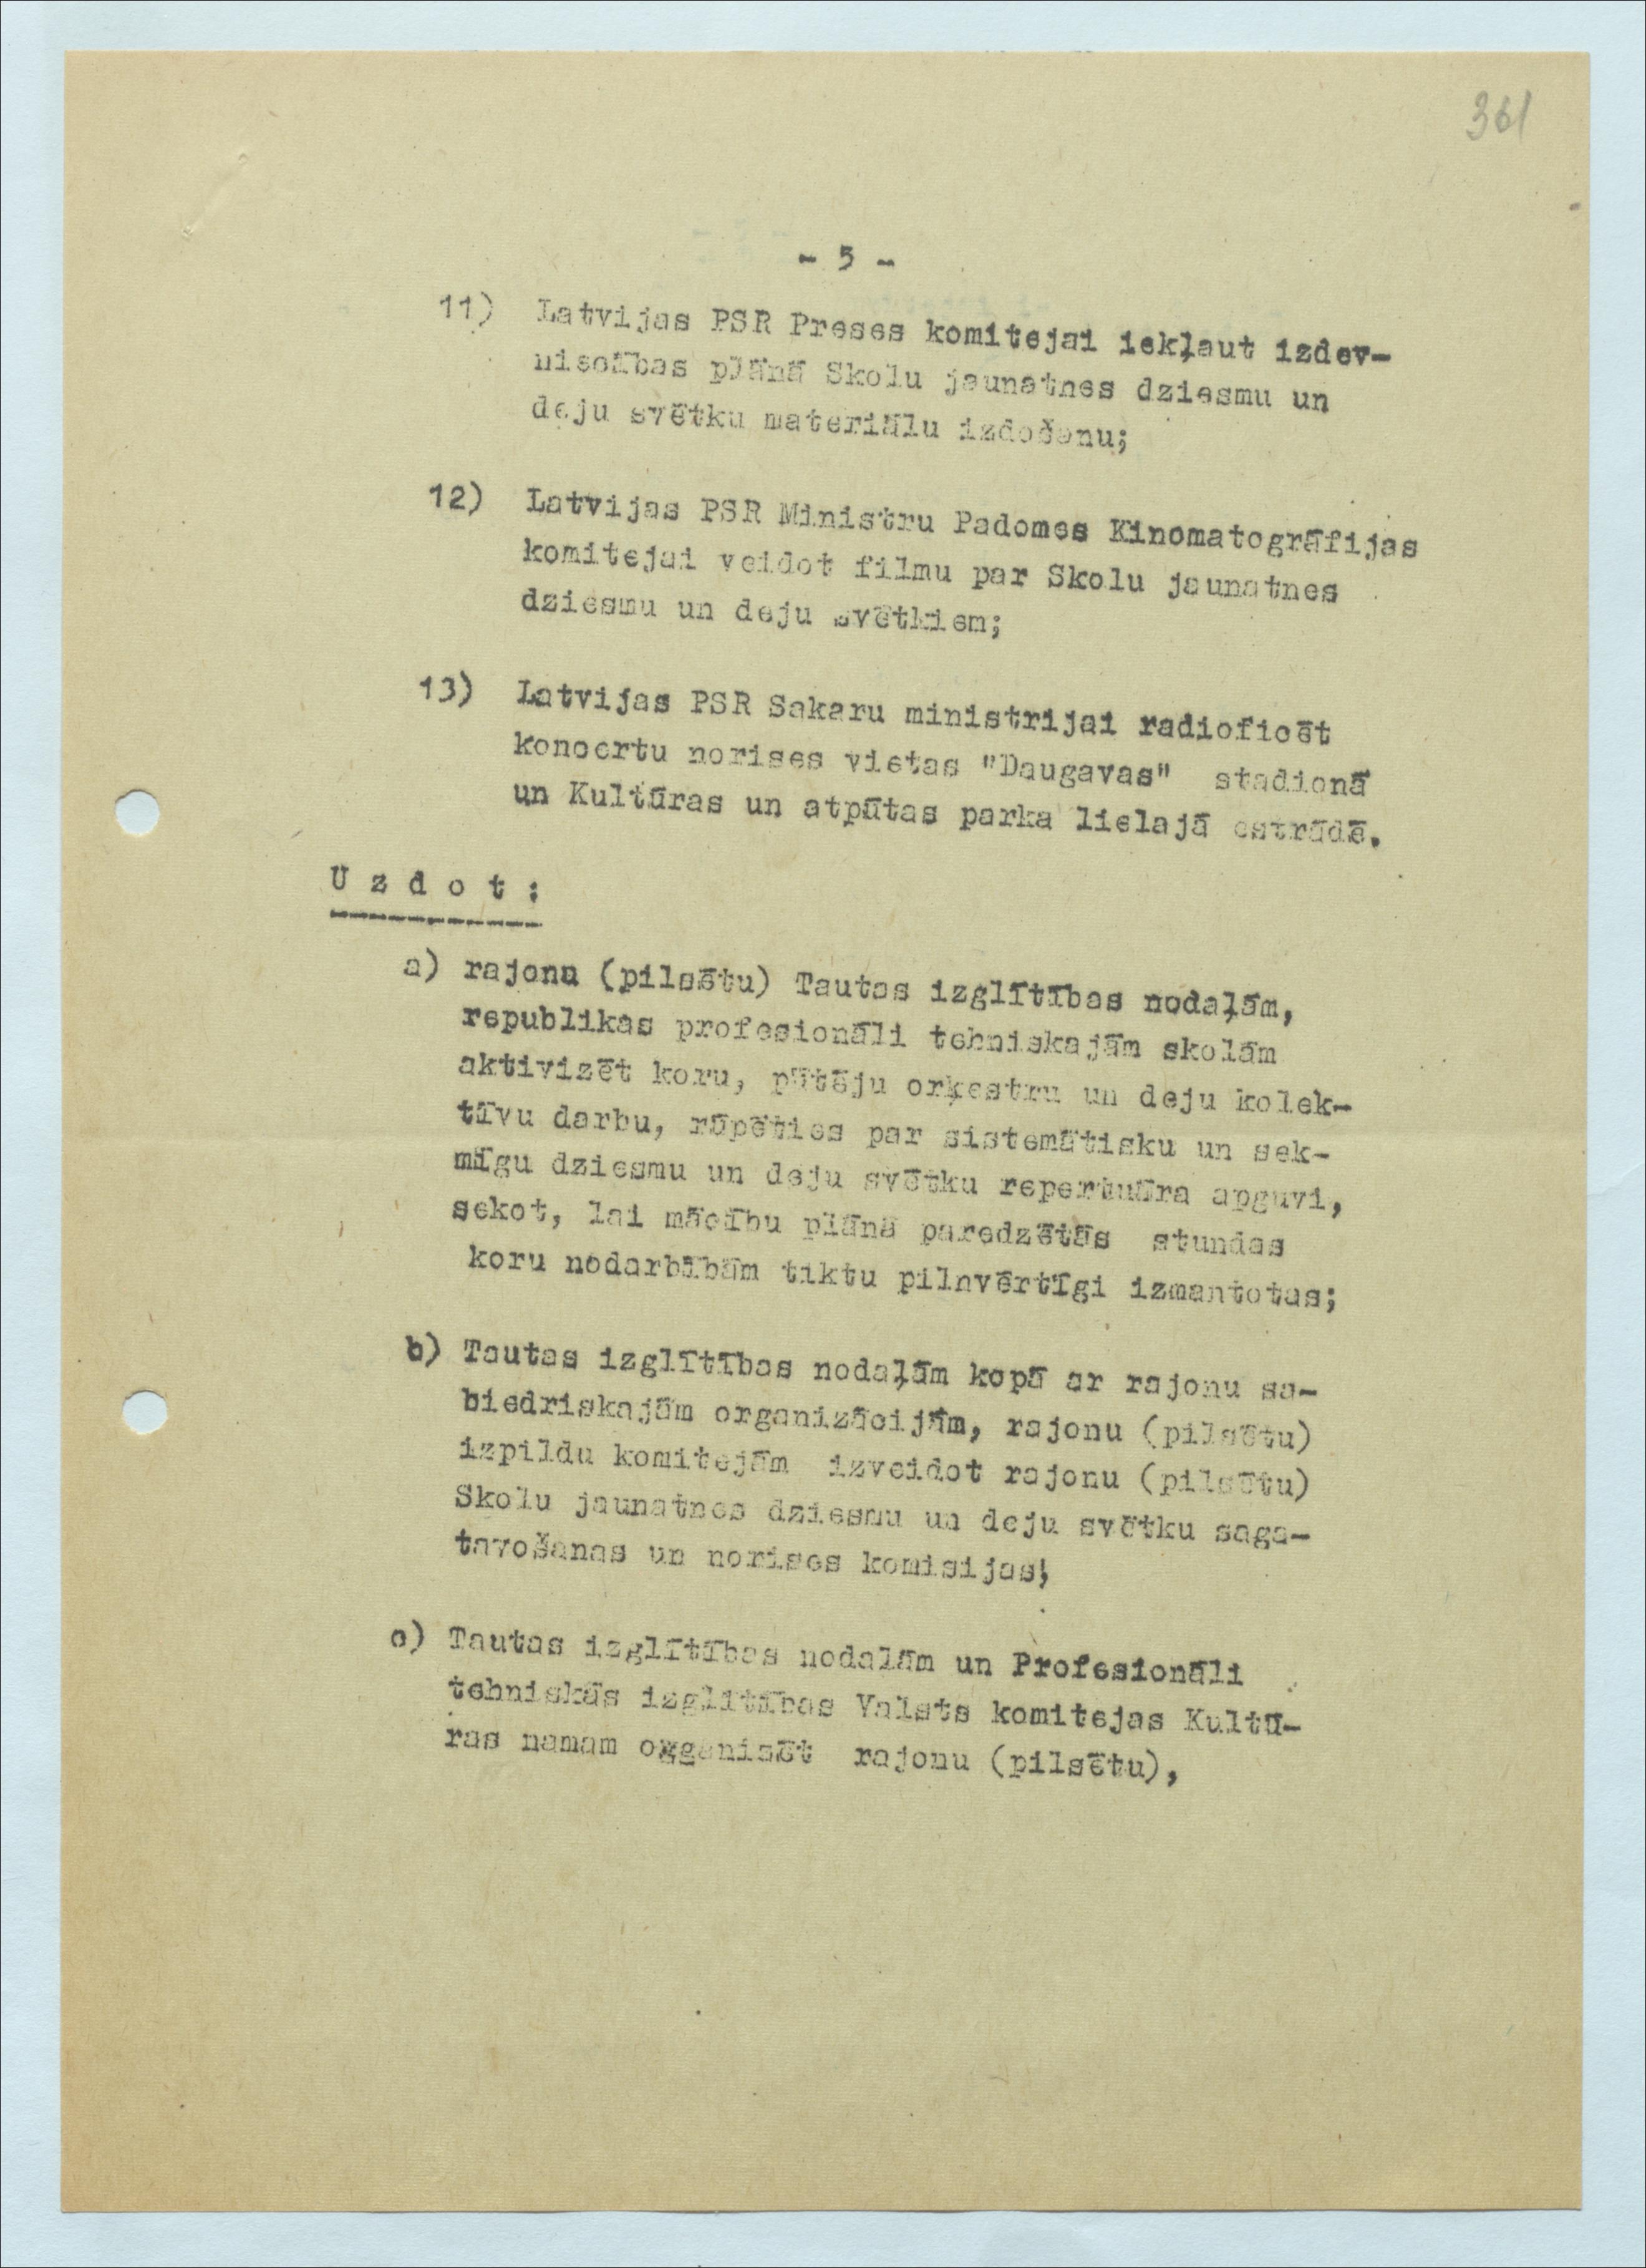 361
- 5 -
11) Latvijas PSR Preses komitejai iekļaut izdev-
niecības plānā Skolu jaunatnes dziesmu un
deju svētku materiālu izdošanu;
12) Latvijas PSR Ministru Padomes Kinomatogrāfijas
komitejai veidot filmu par Skolu jaunatnes
dziesmu un deju svētkiem;
13) Latvijas PSR Sakaru ministrijai radioficēt
koncertu norises vietas "Daugavas" stadionā
un Kultūras un atpūtas parka lielajā estrādē.
U z d o t :
a) rajonu (pilsētu) Tautas izglītības nodaļām,
republikas profesionāli tehniskajām skolām
aktivizēt koru, pūtēju orķestru un deju kolek-
tīvu darbu, rūpēties par sistemātisku un sek-
mīgu dziesmu un deju svētku repertuāra apguvi,
sekot, lai mācību plānā paredzētās stundas
koru nodarbībām tiktu pilnvērtīgi izmantotas;
b) Tautas izglītības nodaļām kopā ar rajonu sa-
biedriskajām organizācijām, rajonu (pilsētu)
izpildu komitejām izveidot rajonu (pilsētu)
Skolu jaunatnes dziesmu un deju svētku saga-
tavošanas un norises komisijas;
c) Tautas izglītības nodalām un Profesionāli
tehniskās izglītības Valsts komitejas Kultū-
ras namam organizēt rajonu (pilsētu),